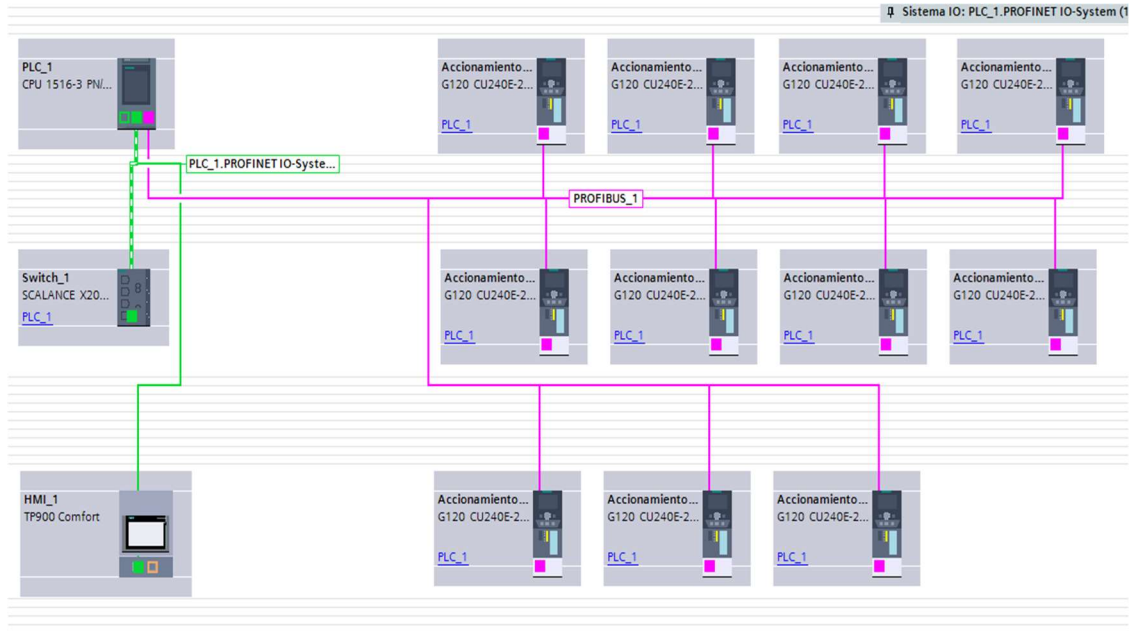 Sistema IO: PLC_1.PROFINET IO-System (1
PLC_1
CPU 1516-3 PN/...
Accionamiento...
G120 CU240E-2...
PLC_1
Accionamiento...
G120 CU240E-2...
PLC_1
Accionamiento...
G120 CU240E-2...
PLC_1
Accionamiento...
G120 CU240E-2...
PLC_1
PLC_1.PROFINET IO-Syste...
PROFIBUS_1
Switch_1
SCALANCE X20...
PLC_1
Accionamiento...
G120 CU240E-2...
PLC_1
Accionamiento...
G120 CU240E-2...
PLC_1
Accionamiento...
G120 CU240E-2...
PLC_1
Accionamiento...
G120 CU240E-2...
PLC_1
HMI_1
TP900 Comfort
Accionamiento...
G120 CU240E-2...
PLC_1
Accionamiento...
G120 CU240E-2...
PLC_1
Accionamiento...
G120 CU240E-2...
PLC_1